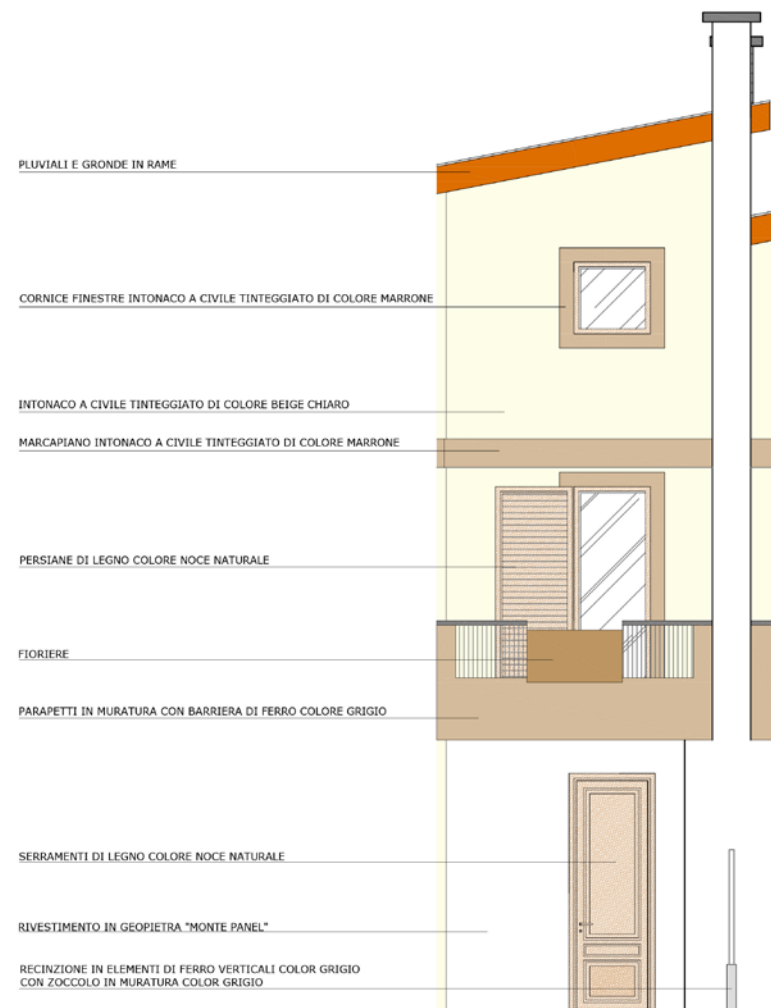 PLUVIALI E GRONDE IN RAME
CORNICE FINESTRE INTONACO A CIVILE TINTEGGIATO DI COLORE MARRONE
INTONACO A CIVILE TINTEGGIATO DI COLORE BEIGE CHIARO
MARCAPIANO INTONACO A CIVILE TINTEGGIATO DI COLORE MARRONE
PERSIANE DI LEGNO COLORE NOCE NATURALE
FIORIERE
PARAPETTI IN MURATURA CON BARRIERA DI FERRO COLORE GRIGIO
SERRAMENTI DI LEGNO COLORE NOCE NATURALE
RIVESTIMENTO IN GEOPIETRA "MONTE PANEL"
RECINZIONE IN ELEMENTI DI FERRO VERTICALI COLOR GRIGIO
CON ZOCCOLO IN MURATURA COLOR GRIGIO